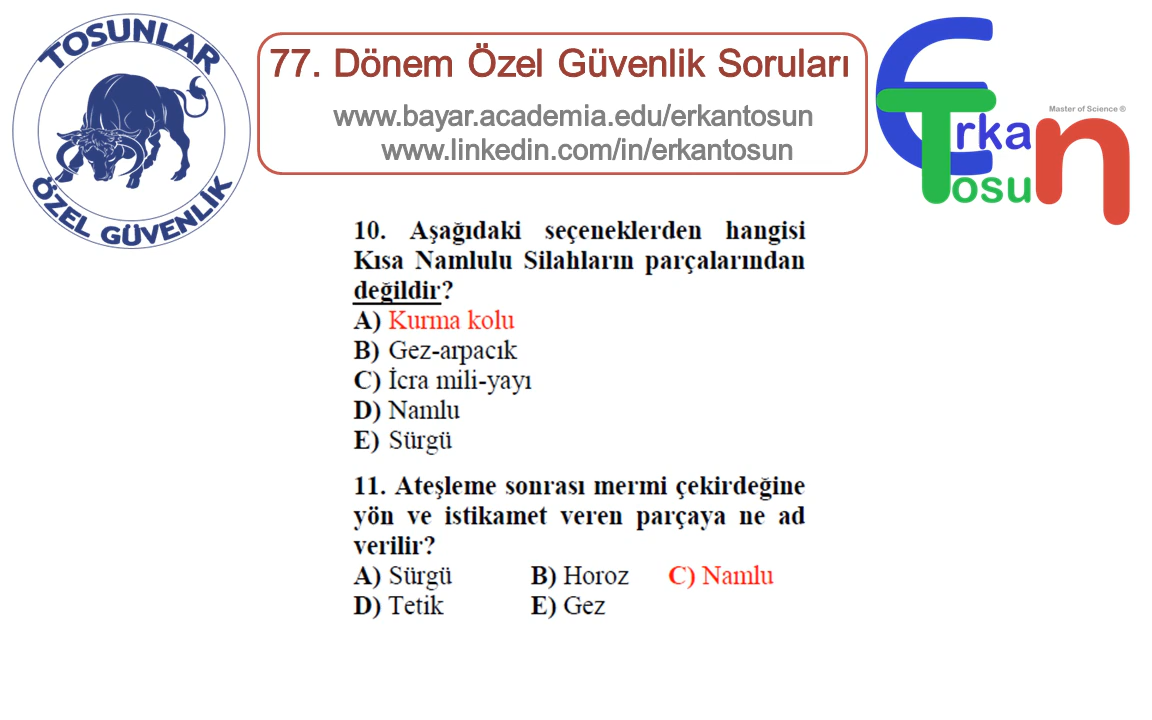 TOSUNLAR
ÖZEL GÜVENLİK
77. Dönem Özel Güvenlik Soruları
www.bayar.academia.edu/erkantosun
www.linkedin.com/in/erkantosun
Master of Science ®
Erkan
Tosun
10. Aşağıdaki seçeneklerden hangisi
Kısa Namlulu Silahların parçalarından
değildir?
A) Kurma kolu
B) Gez-arpacık
C) İcra mili-yayı
D) Namlu
E) Sürgü
11. Ateşleme sonrası mermi çekirdeğine
yön ve istikamet veren parçaya ne ad
verilir?
A) Sürgü B) Horoz C) Namlu
D) Tetik E) Gez